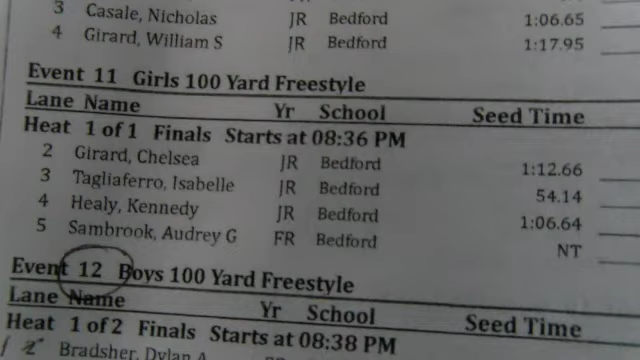 3 Casale, Nicholas JR Bedford 1:06.65
4 Girard, William S JR Bedford 1:17.95
Event 11 Girls 100 Yard Freestyle
Lane Name Yr School Seed Time
Heat 1 of 1 Finals Starts at 08:36 PM
2 Girard, Chelsea JR Bedford 1:12.66
3 Tagliaferro, Isabelle JR Bedford 54.14
4 Healy, Kennedy JR Bedford 1:06.64
5 Sambrook, Audrey G FR Bedford NT
Event 12 Boys 100 Yard Freestyle
Lane Name Yr School Seed Time
Heat 1 of 2 Finals Starts at 08:38 PM
Bradsher, Dylan A